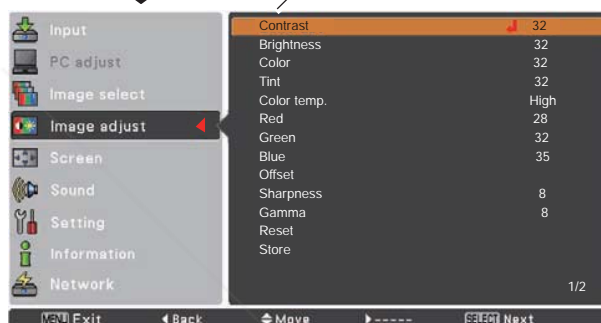 Input
PC adjust
Image select
Image adjust
Screen
Sound
Setting
Information
Network
Contrast 32
Brightness 32
Color 32
Tint 32
Color temp. High
Red 28
Green 32
Blue 35
Offset
Sharpness 8
Gamma 8
Reset
Store
1/2
MENU Exit Back Move ----- SELECT Next